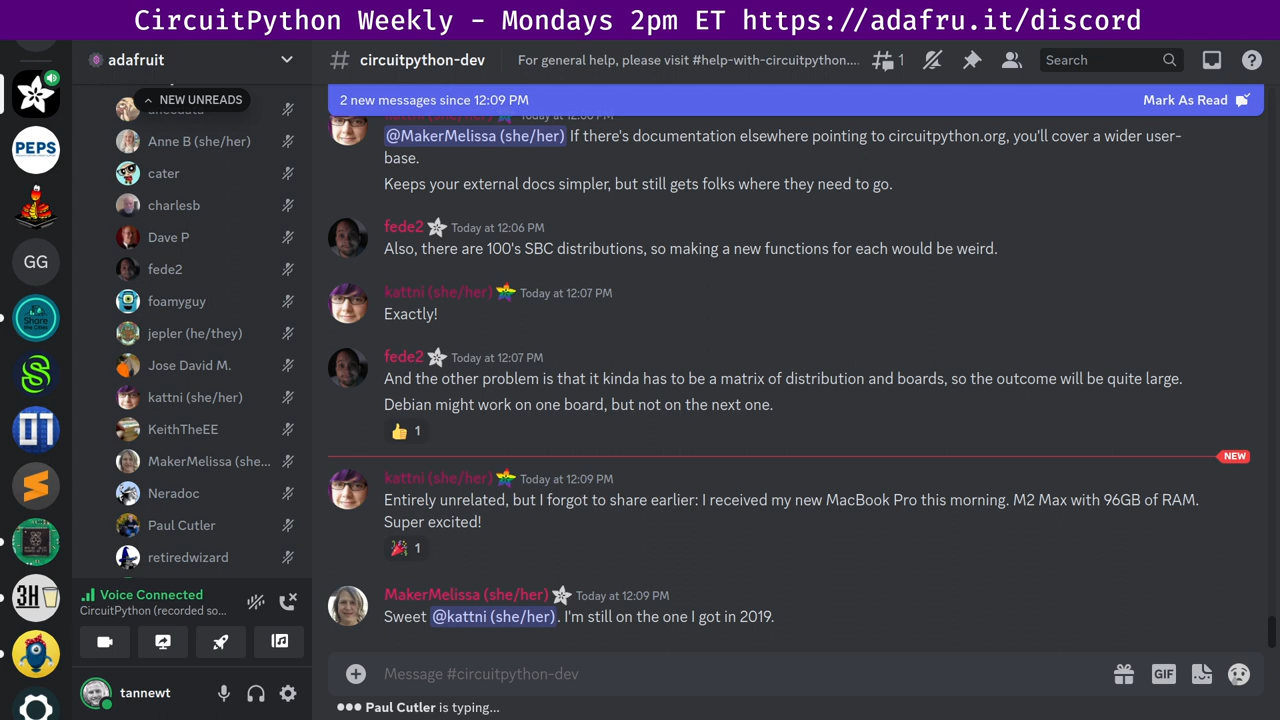 CircuitPython Weekly - Mondays 2pm ET https://adafru.it/discord
adafruit
# circuitpython-dev
For general help, please visit #help-with-circuitpython....
1
Search
NEW UNREADS
2 new messages since 12:09 PM
Mark As Read
Anne B (she/her)
cater
charlesb
Dave P
fede2
foamyguy
jepler (he/they)
Jose David M.
kattni (she/her)
KeithTheEE
MakerMelissa (she...
Neradoc
Paul Cutler
retiredwizard
PEPS
GG
Share the Code
S
01
3H
Voice Connected
CircuitPython (recorded so...
tannewt
@MakerMelissa (she/her) If there's documentation elsewhere pointing to circuitpython.org, you'll cover a wider user-
base.
Keeps your external docs simpler, but still gets folks where they need to go.
fede2 Today at 12:06 PM
Also, there are 100's SBC distributions, so making a new functions for each would be weird.
kattni (she/her) Today at 12:07 PM
Exactly!
fede2 Today at 12:07 PM
And the other problem is that it kinda has to be a matrix of distribution and boards, so the outcome will be quite large.
Debian might work on one board, but not on the next one.
1
NEW
kattni (she/her) Today at 12:09 PM
Entirely unrelated, but I forgot to share earlier: I received my new MacBook Pro this morning. M2 Max with 96GB of RAM.
Super excited!
1
MakerMelissa (she/her) Today at 12:09 PM
Sweet @kattni (she/her). I'm still on the one I got in 2019.
Message #circuitpython-dev
GIF
Paul Cutler is typing...